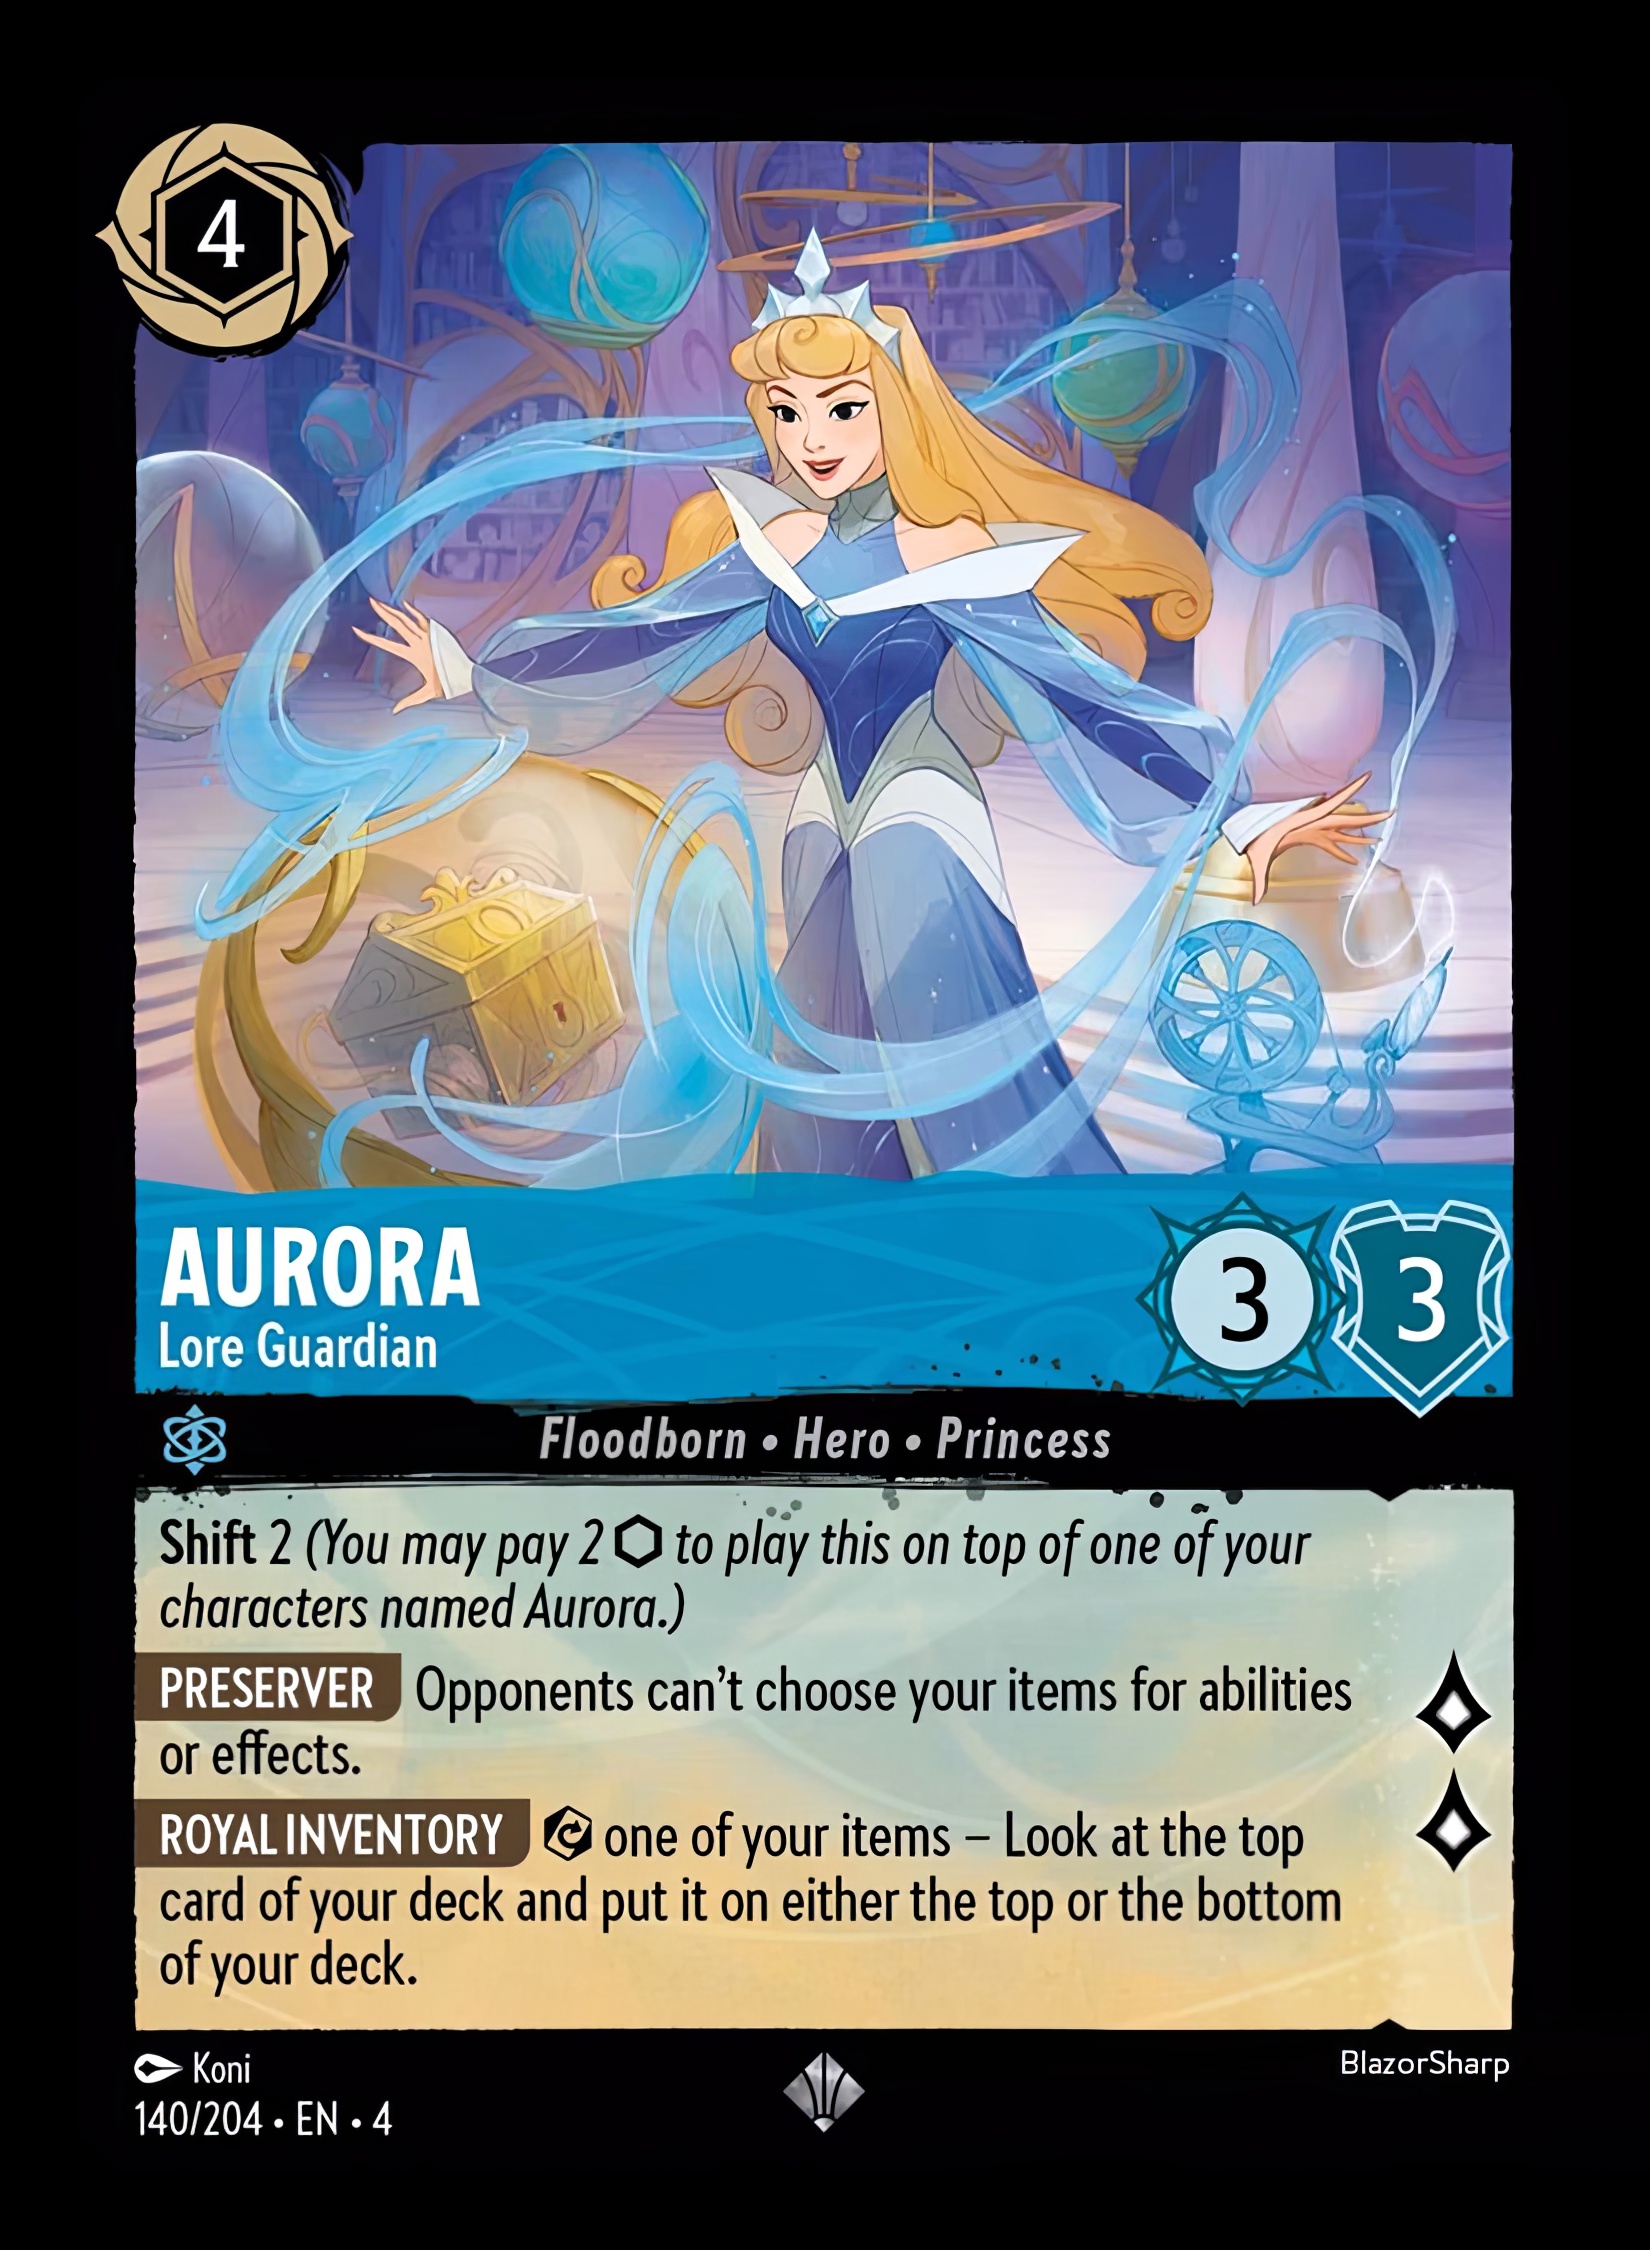 4
AURORA
Lore Guardian
3
3
Floodborn • Hero • Princess
Shift 2 (You may pay 2 ⬡ to play this on top of one of your
characters named Aurora.)
PRESERVER Opponents can’t choose your items for abilities
or effects.
ROYAL INVENTORY one of your items – Look at the top
card of your deck and put it on either the top or the bottom
of your deck.
Koni
BlazorSharp
140/204 • EN • 4